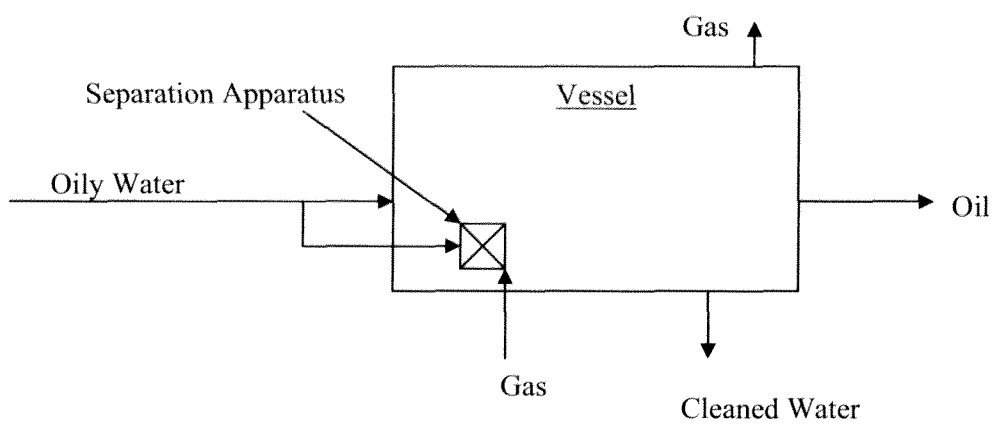 Gas
Separation Apparatus
Vessel
Oily Water
Oil
Gas
Cleaned Water